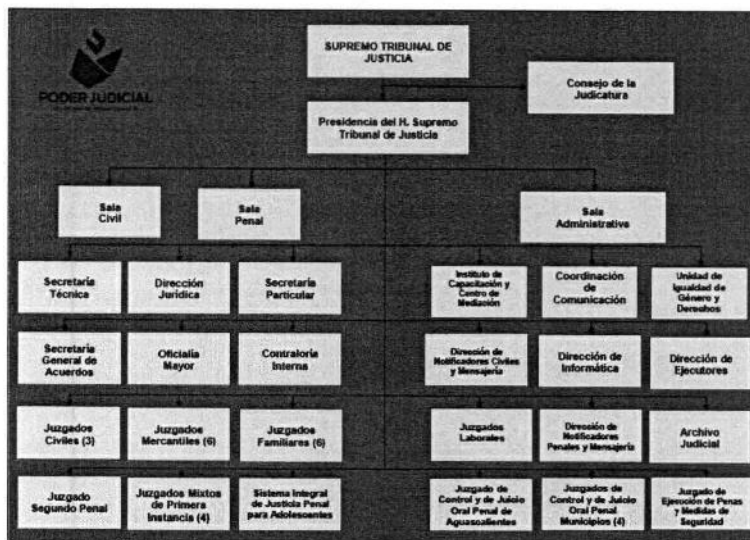 SUPREMO TRIBUNAL DE
JUSTICIA
PODER JUDICIAL
Consejo de la
Judicatura
Presidencia del H. Supremo
Tribunal de Justicia
Sala
Civil
Sala
Penal
Sala
Administrativa
Secretaría
Técnica
Dirección
Jurídica
Secretaría
Particular
Instituto de
Capacitación y
Centro de
Mediación
Coordinación
de
Comunicación
Unidad de
Igualdad de
Género y
Derechos
Secretaría
General de
Acuerdos
Oficialía
Mayor
Contraloría
Interna
Dirección de
Notificadores Civiles
y Mensajería
Dirección de
Informática
Dirección de
Ejecutores
Juzgados
Civiles (3)
Juzgados
Mercantiles (6)
Juzgados
Familiares (6)
Juzgados
Laborales
Dirección de
Notificadores
Penales y Mensajería
Archivo
Judicial
Juzgado
Segundo Penal
Juzgados Mixtos
de Primera
Instancia (4)
Sistema Integral
de Justicia Penal
para Adolescentes
Juzgado de
Control y de Juicio
Oral Penal de
Aguascalientes
Juzgados de
Control y de Juicio
Oral Penal
Municipios (4)
Juzgado de
Ejecución de Penas
y Medidas de
Seguridad